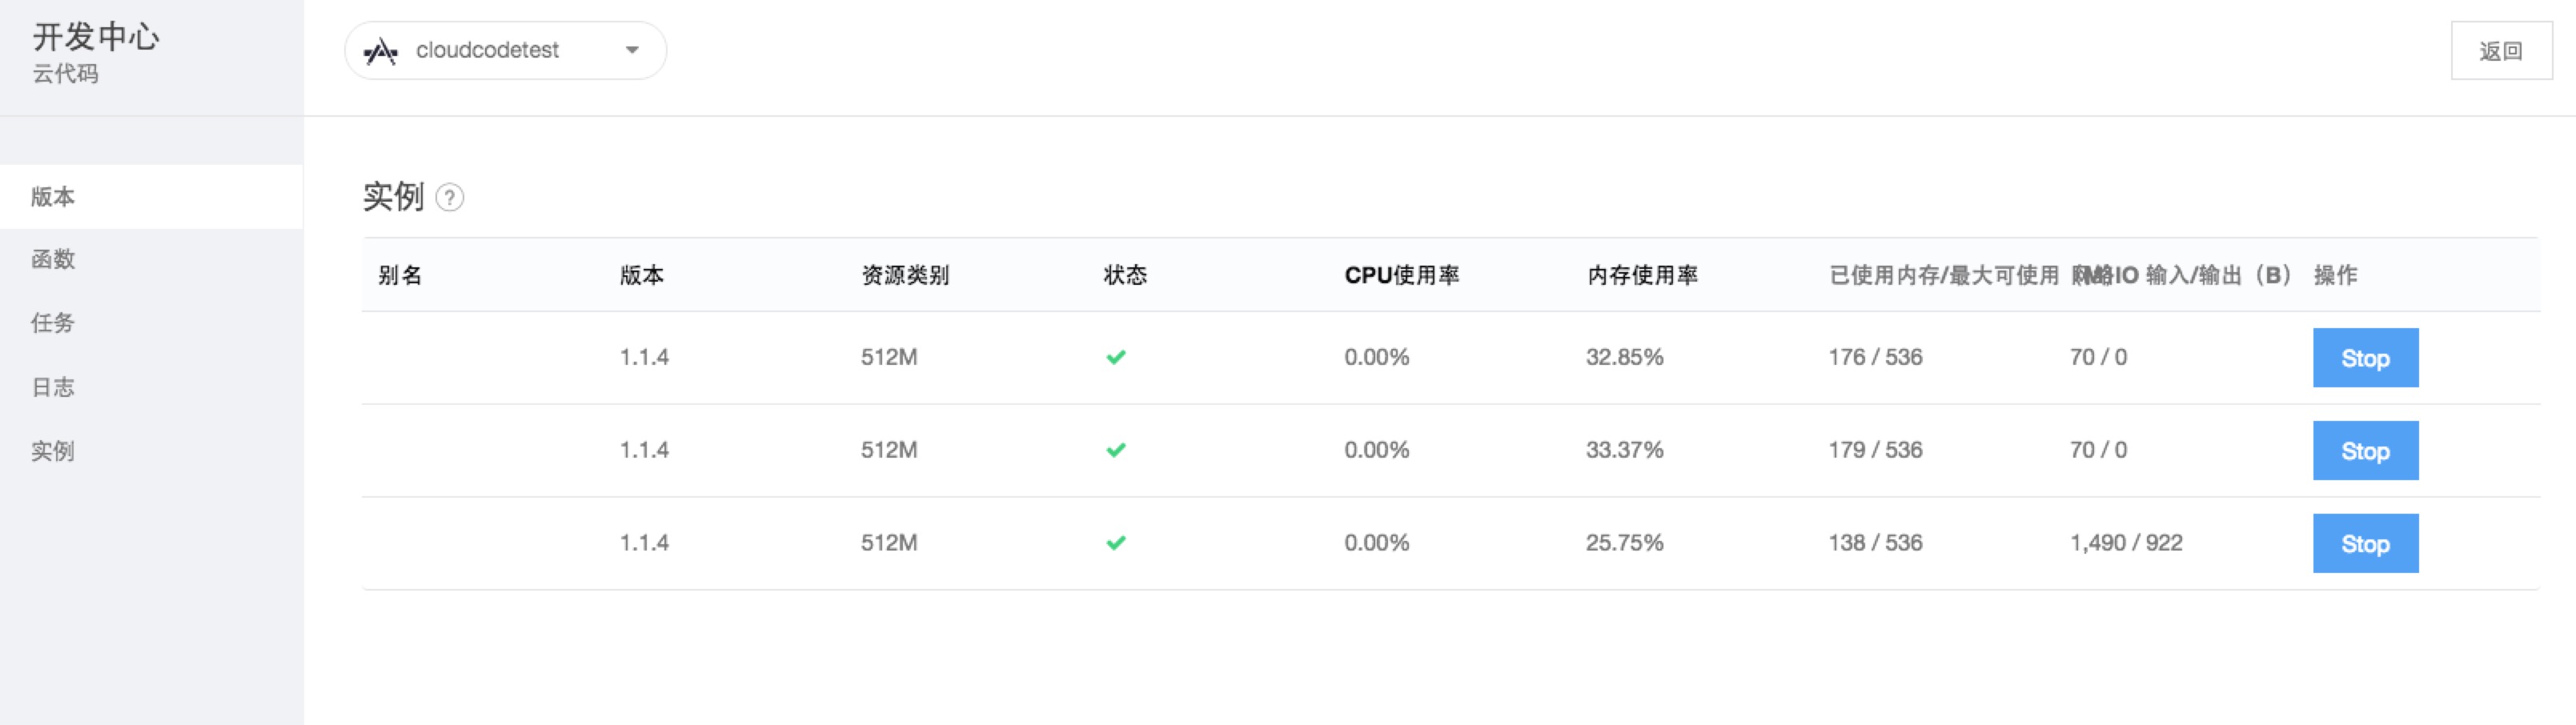 开发中心
云代码
cloudcodetest
返回
版本
函数
任务
日志
实例
实例 ?
别名 版本 资源类别 状态 CPU使用率 内存使用率 已使用内存/最大可使用 网络IO 输入/输出（B） 操作
1.1.4 512M 0.00% 32.85% 176 / 536 70 / 0 Stop
1.1.4 512M 0.00% 33.37% 179 / 536 70 / 0 Stop
1.1.4 512M 0.00% 25.75% 138 / 536 1,490 / 922 Stop